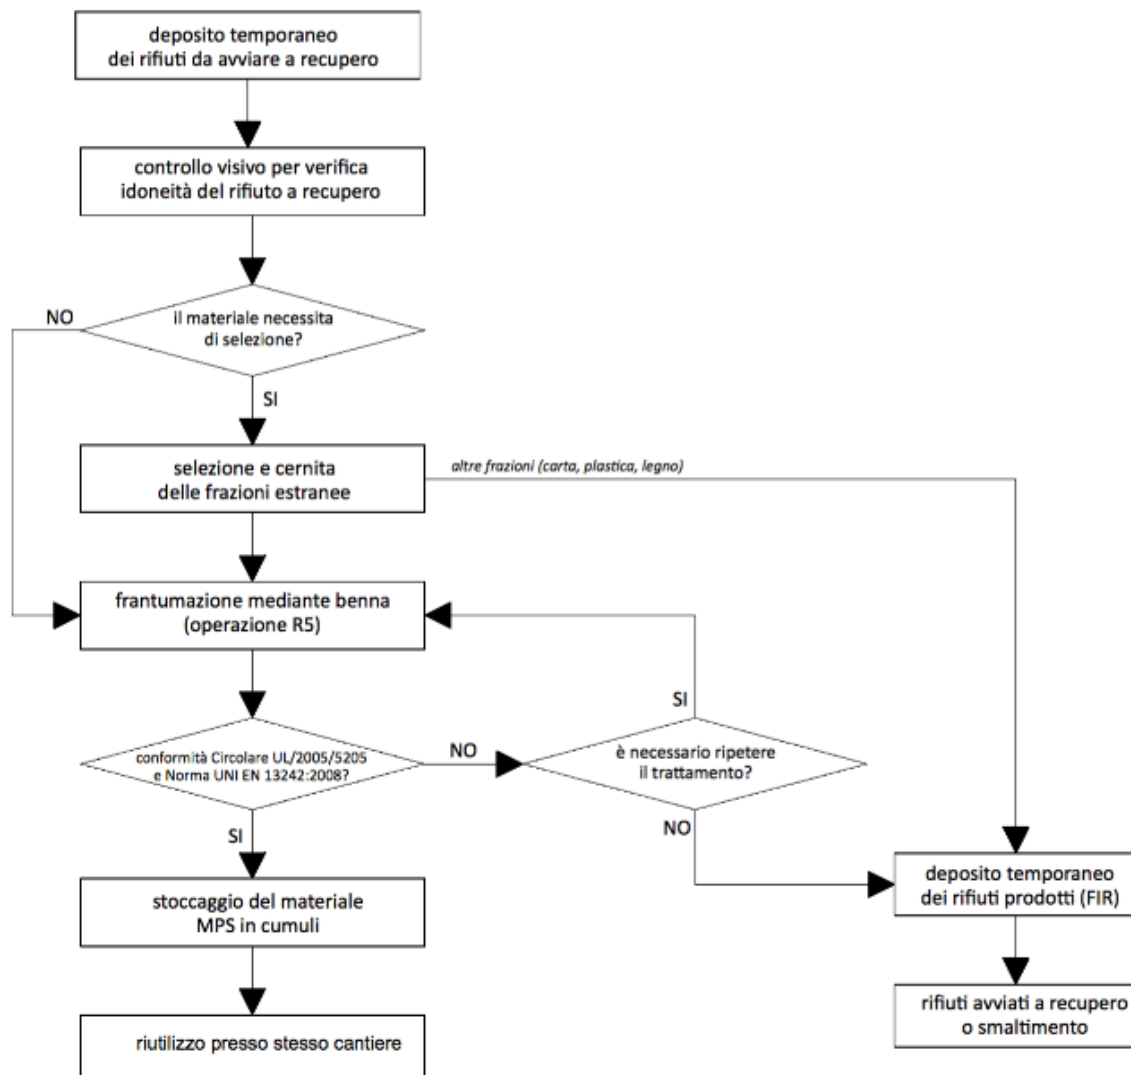 deposito temporaneo
dei rifiuti da avviare a recupero
controllo visivo per verifica
idoneità del rifiuto a recupero
NO
il materiale necessita
di selezione?
SI
selezione e cernita
delle frazioni estranee
altre frazioni (carta, plastica, legno)
frantumazione mediante benna
(operazione R5)
SI
conformità Circolare UL/2005/5205
e Norma UNI EN 13242:2008?
NO
è necessario ripetere
il trattamento?
SI
NO
stoccaggio del materiale
MPS in cumuli
deposito temporaneo
dei rifiuti prodotti (FIR)
riutilizzo presso stesso cantiere
rifiuti avviati a recupero
o smaltimento